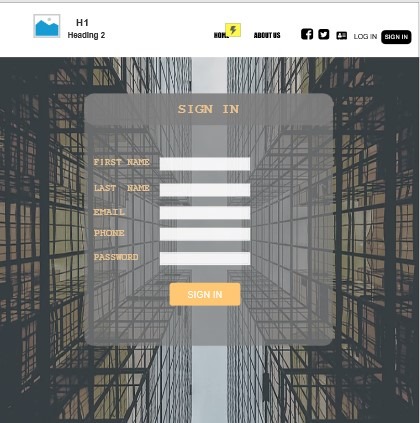 H1
Heading 2
HOME
ABOUT US
LOG IN
SIGN IN
SIGN IN
FIRST NAME
LAST NAME
EMAIL
PHONE
PASSWORD
SIGN IN